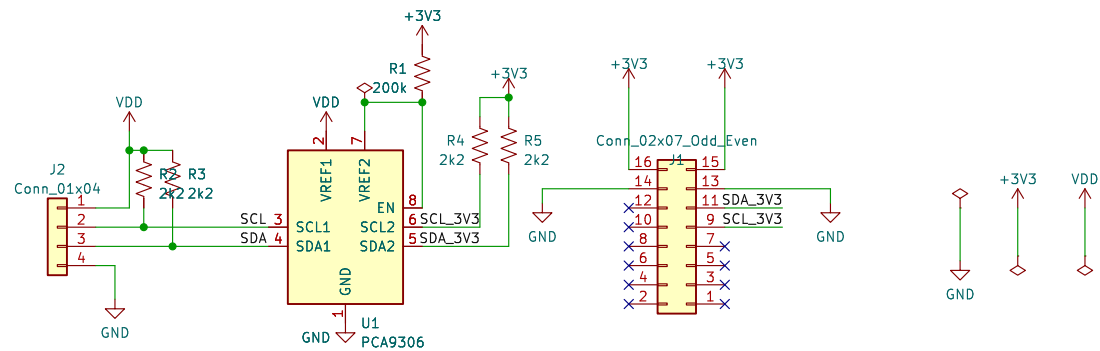 +3V3
R1
200k
+3V3
+3V3
+3V3
VDD
VDD
R4
2k2
R5
2k2
Conn_02x07_Odd_Even
J1
J2
Conn_01x04
R2
2k2
R3
2k2
1
2
3
4
GND
SCL
SDA
3
4
2
7
VREF1
VREF2
EN
SCL1
SCL2
SDA1
SDA2
GND
8
6
5
1
SCL_3V3
SDA_3V3
GND
U1
PCA9306
16
15
14
13
12
11
10
9
8
7
6
5
4
3
2
1
SDA_3V3
SCL_3V3
GND
GND
+3V3
VDD
GND